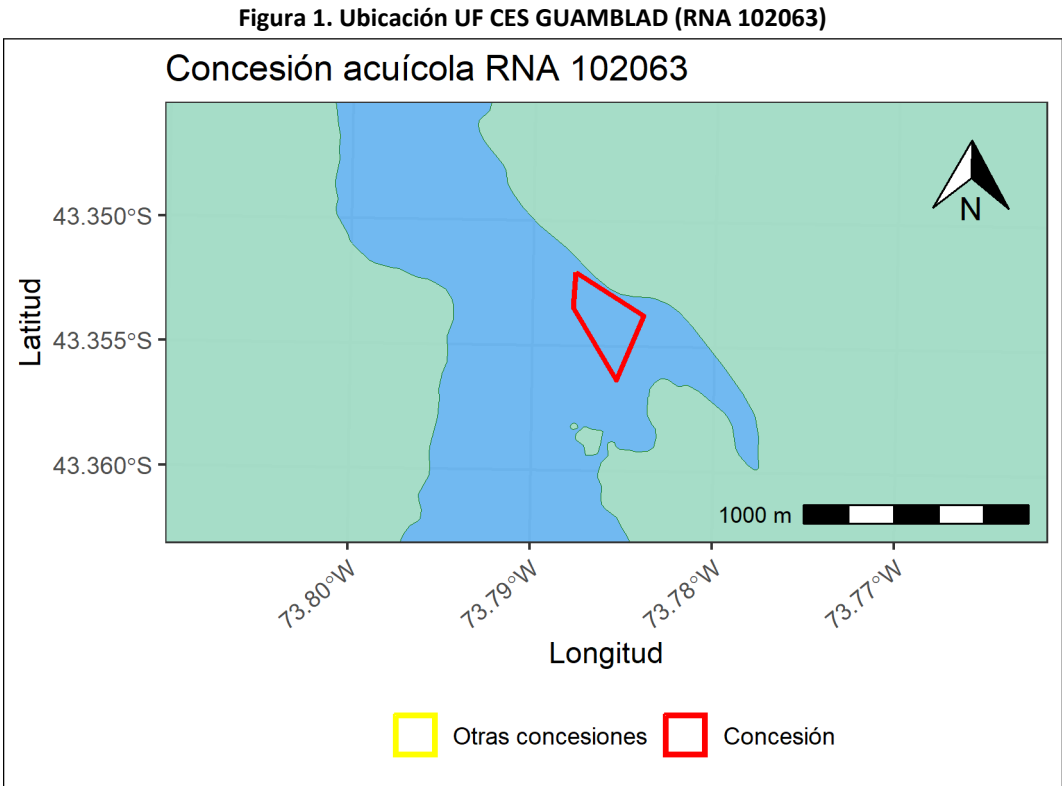 Figura 1. Ubicación UF CES GUAMBLAD (RNA 102063)
Concesión acuícola RNA 102063
N
43.350°S
43.355°S
43.360°S
Latitud
1000 m
73.80°W
73.79°W
73.78°W
73.77°W
Longitud
Otras concesiones
Concesión